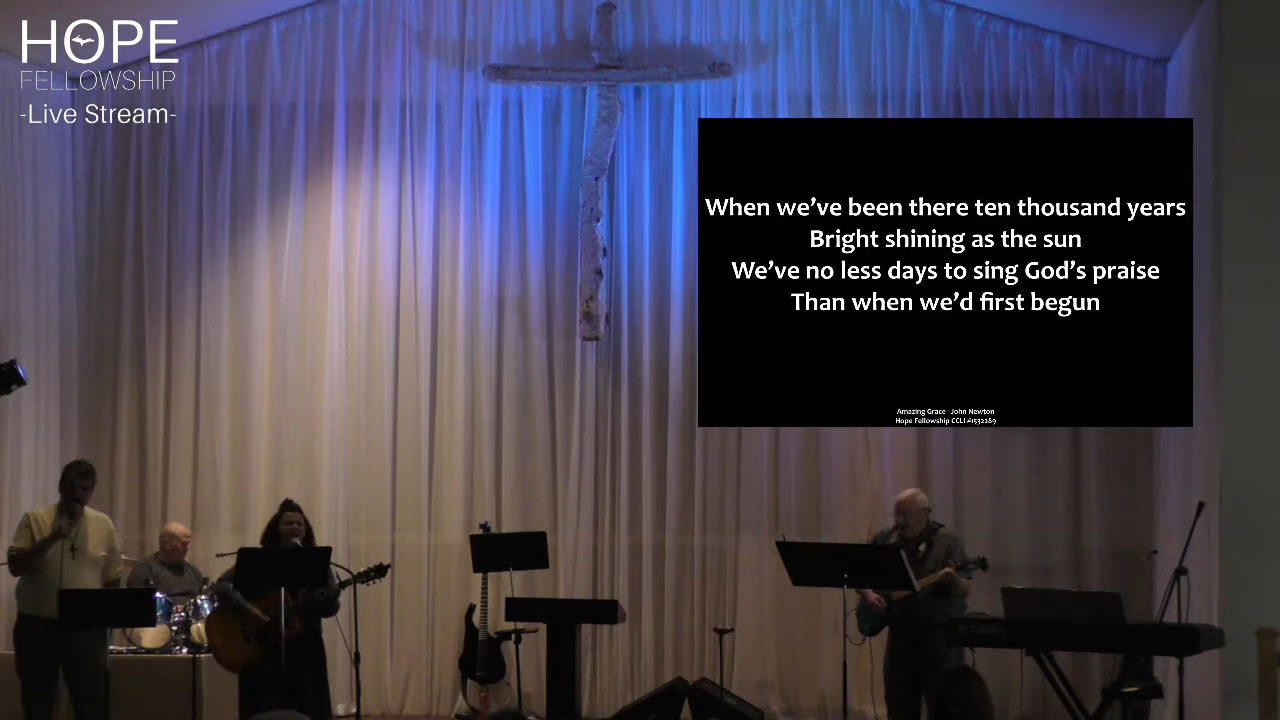 HOPE
FELLOWSHIP
-Live Stream-
When we’ve been there ten thousand years
Bright shining as the sun
We’ve no less days to sing God’s praise
Than when we’d first begun
Amazing Grace - John Newton
Hope Fellowship CCLI #1532289